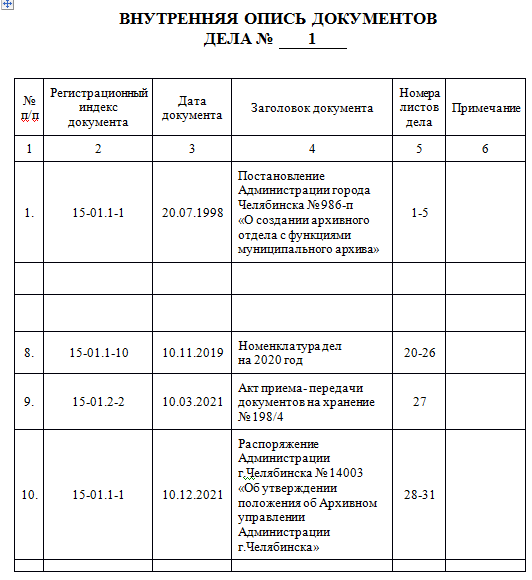 ВНУТРЕННЯЯ ОПИСЬ ДОКУМЕНТОВ
ДЕЛА № 1
№
п/п
Регистрационный
индекс
документа
Дата
документа
Заголовок документа
Номера
листов
дела
Примечание
1 2 3 4 5 6
1.
15-01.1-1
20.07.1998
Постановление
Администрации города
Челябинска № 986-п
«О создании архивного
отдела с функциями
муниципального архива»
1-5
8.
15-01.1-10
10.11.2019
Номенклатура дел
на 2020 год
20-26
9.
15-01.2-2
10.03.2021
Акт приема- передачи
документов на хранение
№ 198/4
27
10.
15-01.1-1
10.12.2021
Распоряжение
Администрации
г.Челябинска № 14003
«Об утверждении
положения об Архивном
управлении
Администрации
г.Челябинска»
28-31